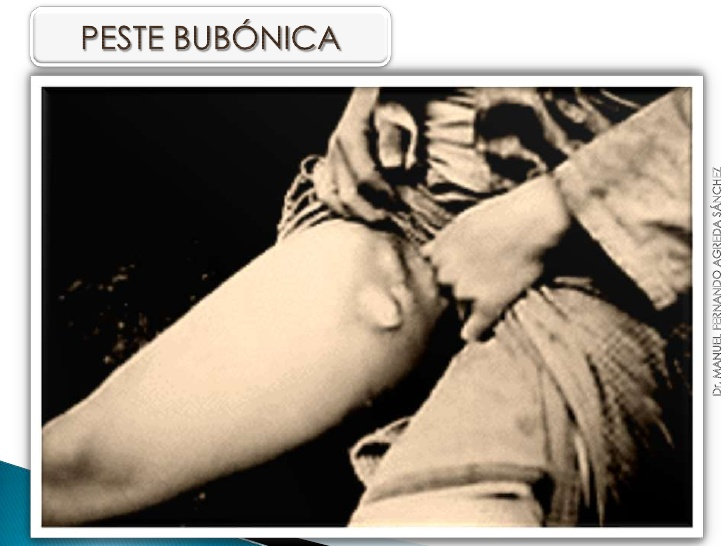 PESTE BUBÓNICA
Dr. MANUEL FERNANDO AGREDA SÁNCHEZ